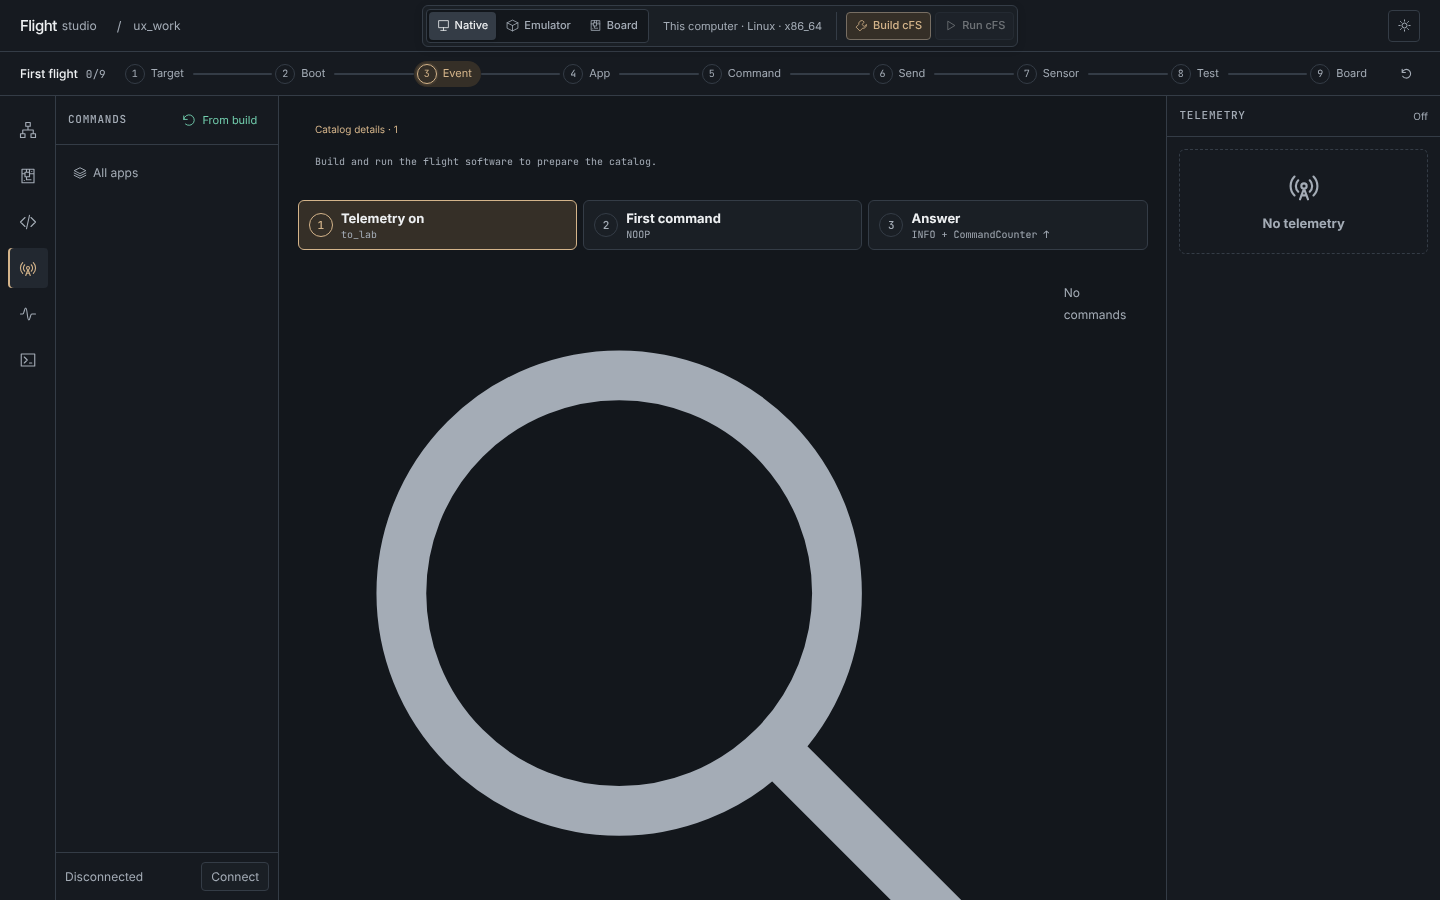 Flight studio / ux_work
Native Emulator Board This computer · Linux · x86_64 Build cFS Run cFS
First flight 0/9 1 Target 2 Boot 3 Event 4 App 5 Command 6 Send 7 Sensor 8 Test 9 Board
COMMANDS From build
All apps
Disconnected Connect
Catalog details · 1
Build and run the flight software to prepare the catalog.
1 Telemetry on
to_lab
2 First command
NOOP
3 Answer
INFO + CommandCounter ↑
No
commands
TELEMETRY Off
No telemetry